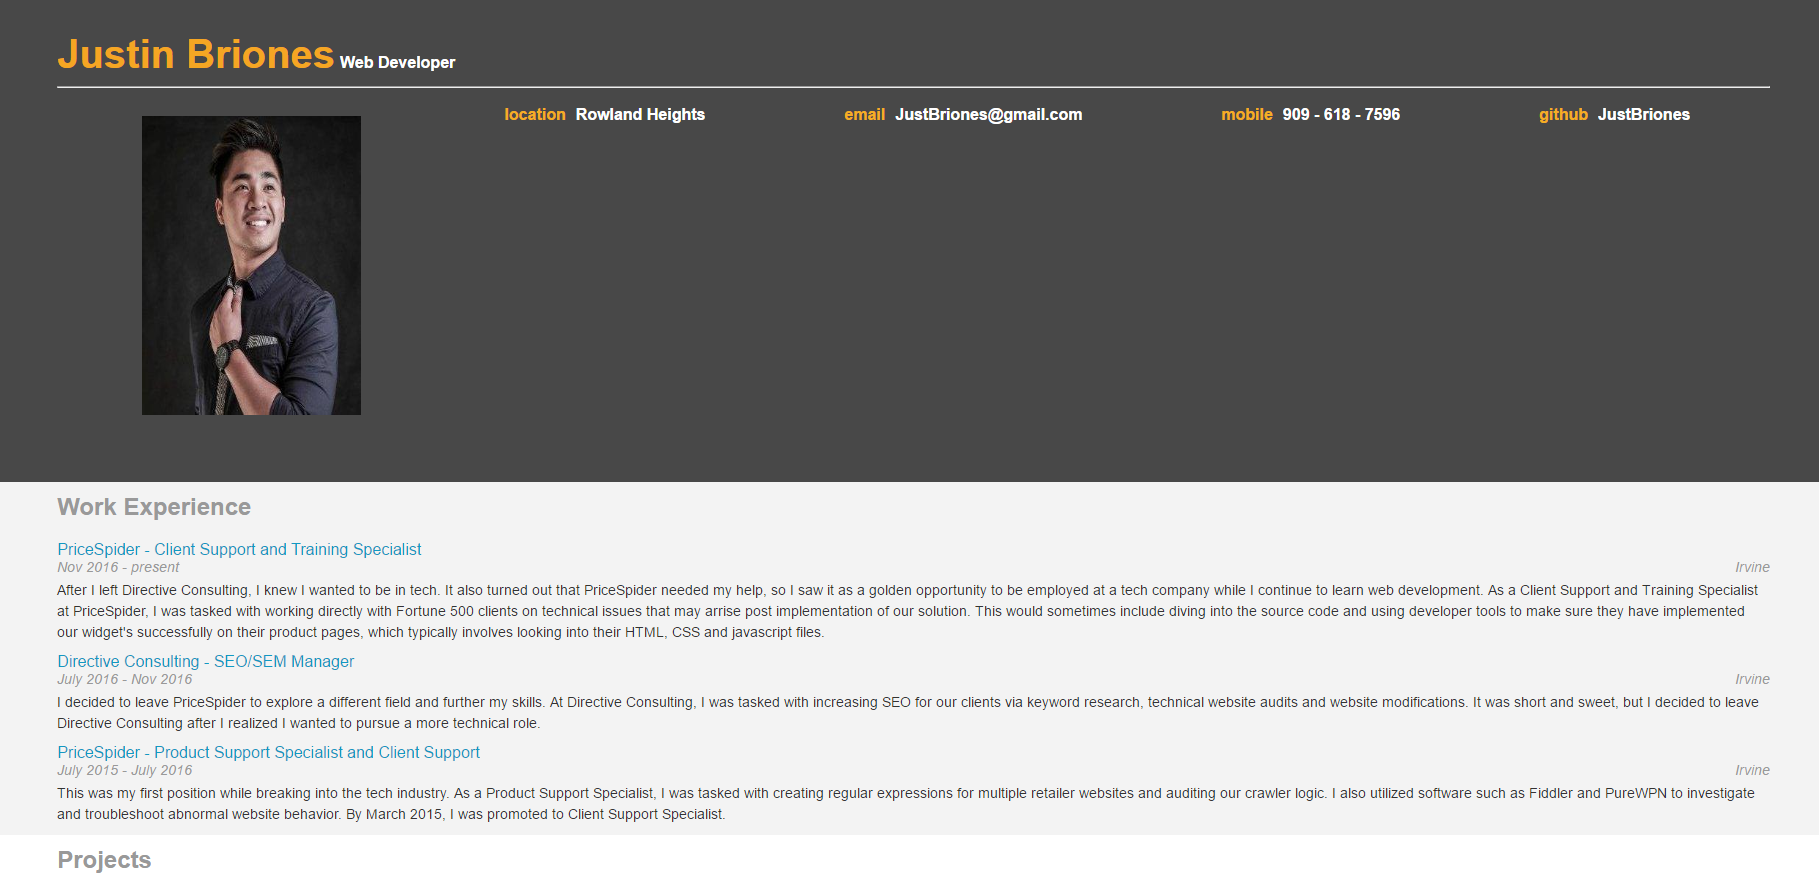 Justin Briones Web Developer
location Rowland Heights email JustBriones@gmail.com mobile 909 - 618 - 7596 github JustBriones
Work Experience
PriceSpider - Client Support and Training Specialist
Nov 2016 - present Irvine
After I left Directive Consulting, I knew I wanted to be in tech. It also turned out that PriceSpider needed my help, so I saw it as a golden opportunity to be employed at a tech company while I continue to learn web development. As a Client Support and Training Specialist
at PriceSpider, I was tasked with working directly with Fortune 500 clients on technical issues that may arrise post implementation of our solution. This would sometimes include diving into the source code and using developer tools to make sure they have implemented
our widget's successfully on their product pages, which typically involves looking into their HTML, CSS and javascript files.
Directive Consulting - SEO/SEM Manager
July 2016 - Nov 2016 Irvine
I decided to leave PriceSpider to explore a different field and further my skills. At Directive Consulting, I was tasked with increasing SEO for our clients via keyword research, technical website audits and website modifications. It was short and sweet, but I decided to leave
Directive Consulting after I realized I wanted to pursue a more technical role.
PriceSpider - Product Support Specialist and Client Support
July 2015 - July 2016 Irvine
This was my first position while breaking into the tech industry. As a Product Support Specialist, I was tasked with creating regular expressions for multiple retailer websites and auditing our crawler logic. I also utilized software such as Fiddler and PureWPN to investigate
and troubleshoot abnormal website behavior. By March 2015, I was promoted to Client Support Specialist.
Projects